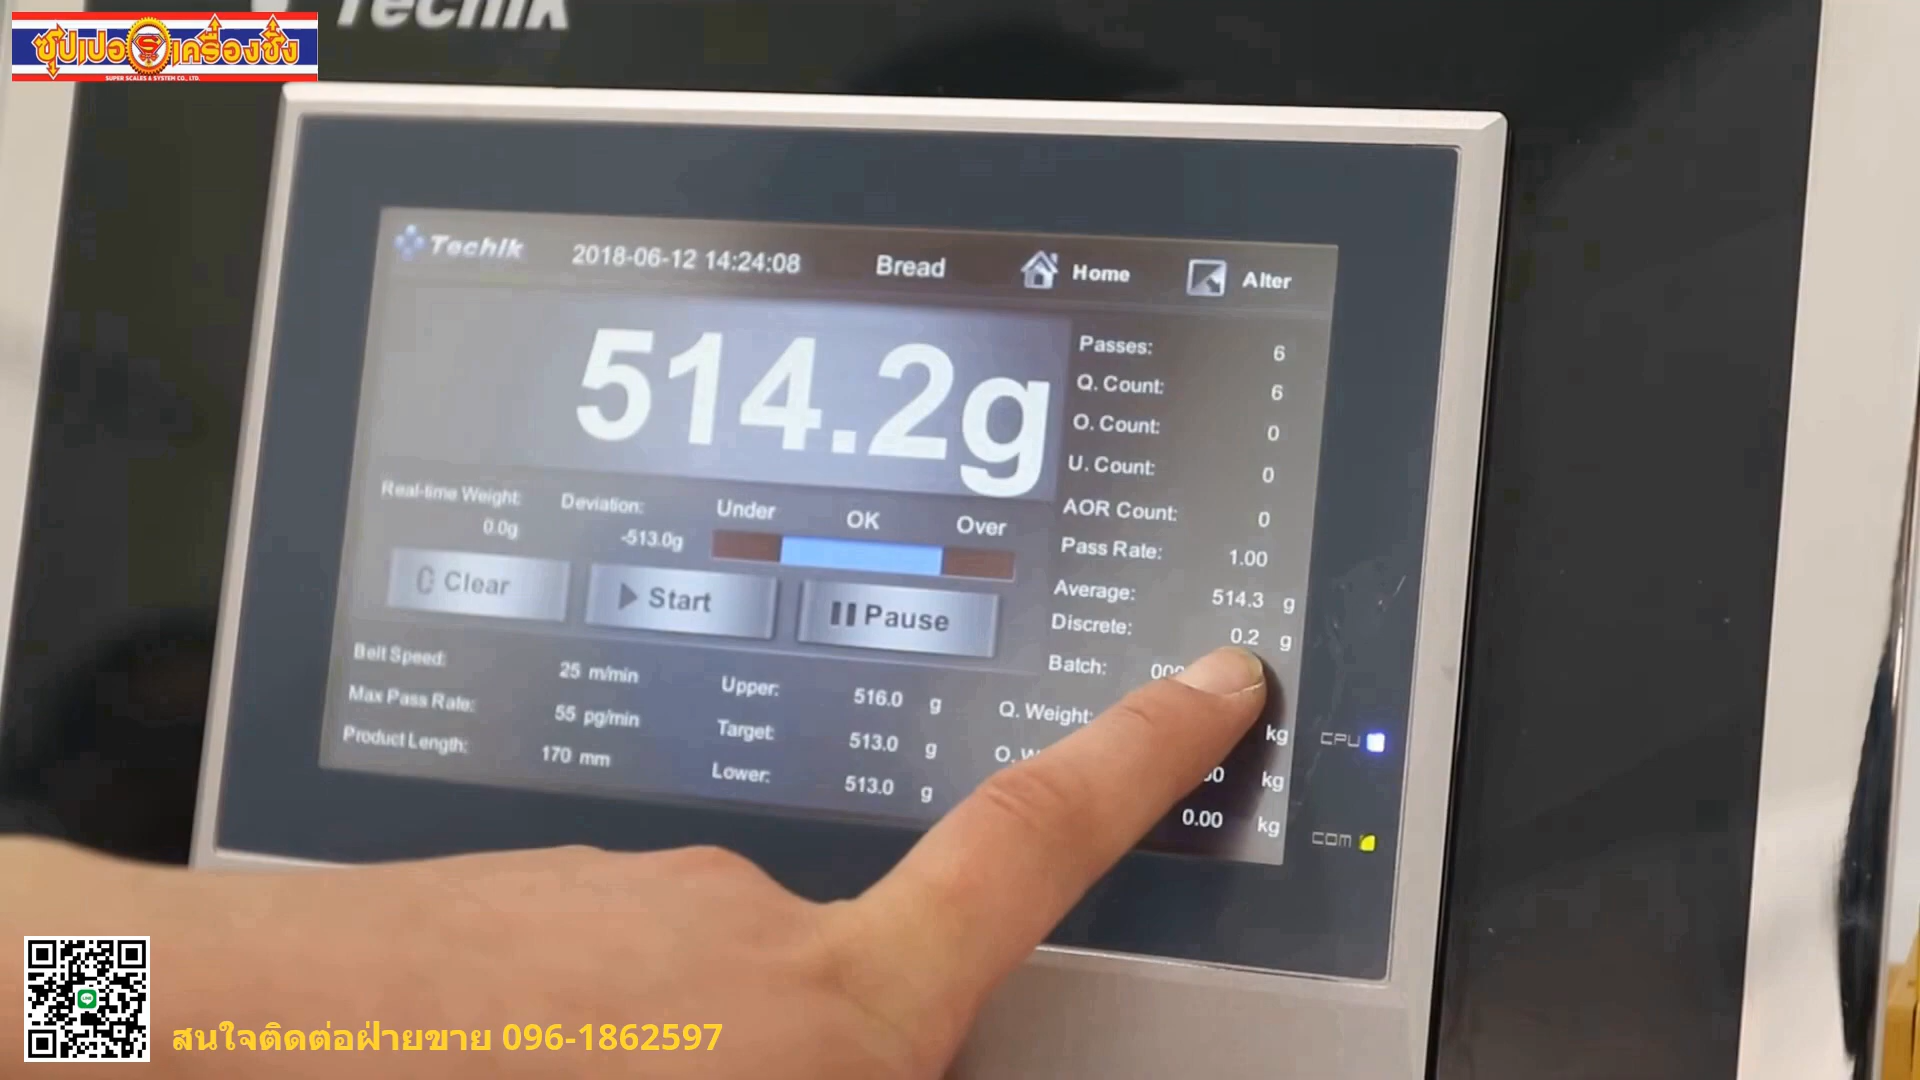 Techik
ซุปเปอร์เครื่องชั่ง
SUPER SCALES & SYSTEM CO., LTD.
Techik 2018-06-12 14:24:08 Bread Home Alter
514.2g
Passes: 6
Q. Count: 6
O. Count: 0
U. Count: 0
AOR Count: 0
Pass Rate: 1.00
Average: 514.3 g
Discrete: 0.2 g
Batch:
Real-time Weight: 0.0g
Deviation: -513.0g
Under OK Over
Clear Start Pause
Belt Speed: 25 m/min
Max Pass Rate: 55 pg/min
Product Length: 170 mm
Upper: 516.0 g
Target: 513.0 g
Lower: 513.0 g
Q. Weight: kg
kg
0.00 kg
CPU
COM
สนใจติดต่อฝ่ายขาย 096-1862597